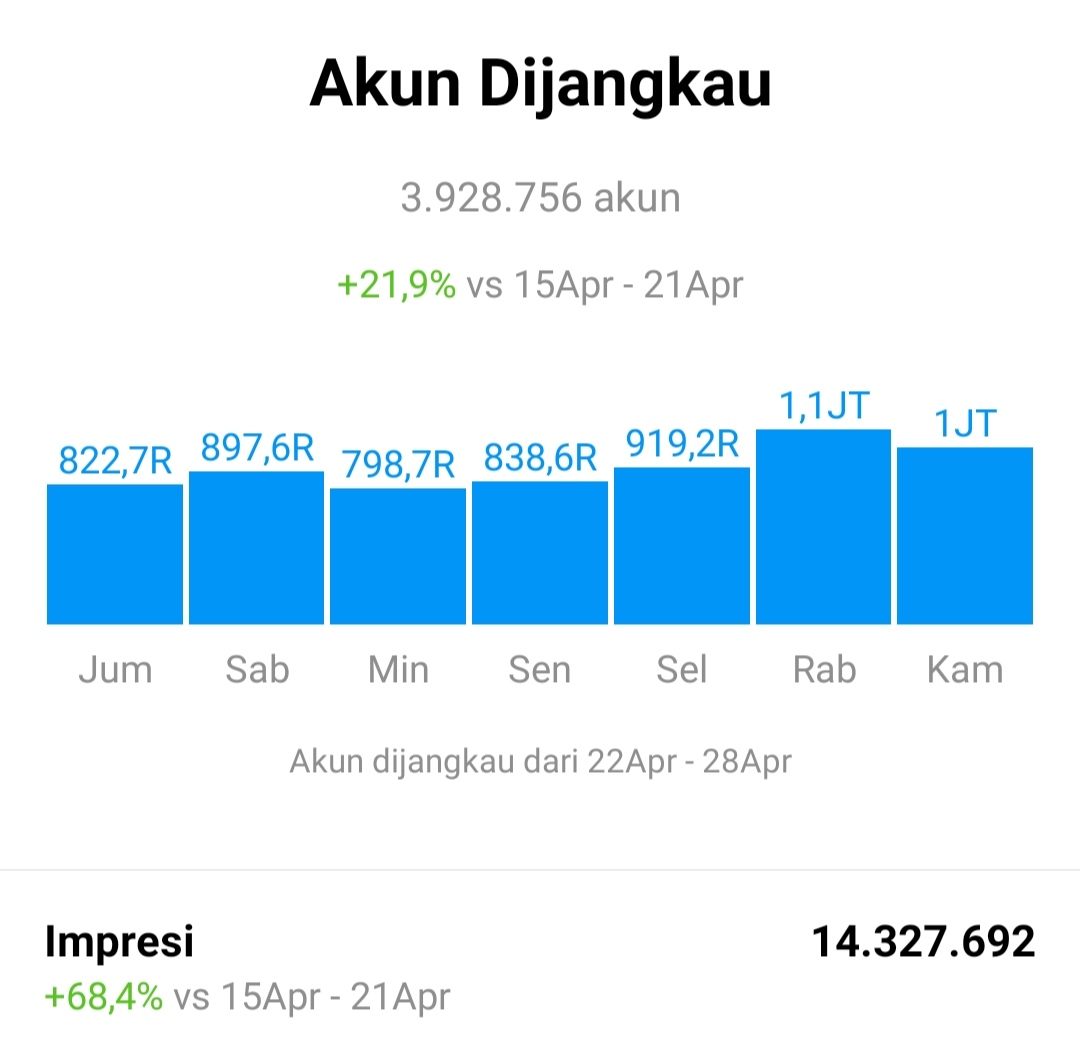 Akun Dijangkau
3.928.756 akun
+21,9% vs 15Apr - 21Apr
822,7R 897,6R 798,7R 838,6R 919,2R 1,1JT 1JT
Jum Sab Min Sen Sel Rab Kam
Akun dijangkau dari 22Apr - 28Apr
Impresi 14.327.692
+68,4% vs 15Apr - 21Apr